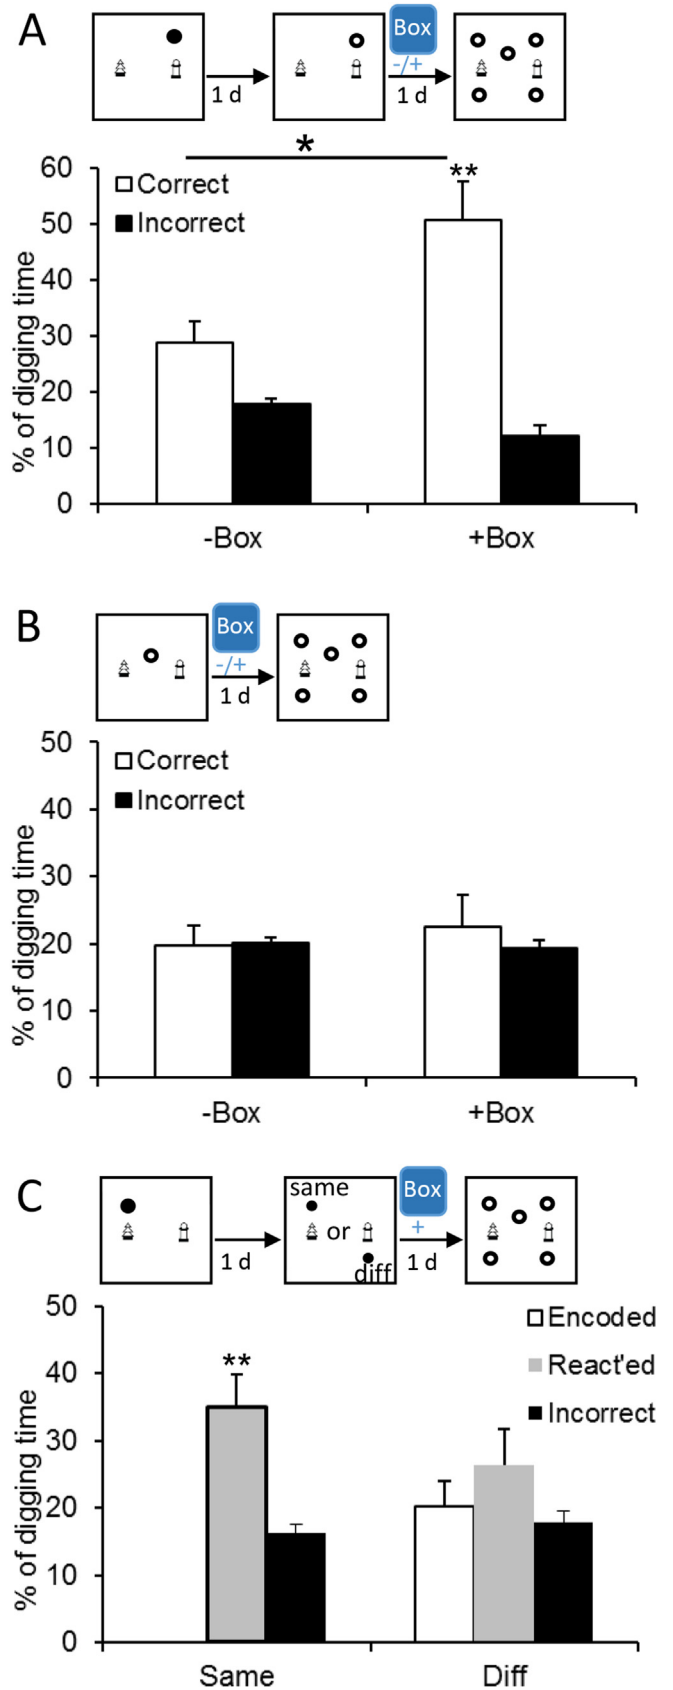 A
Box
-/+
1 d
1 d
*
**
60
50
40
30
20
10
0
% of digging time
Correct
Incorrect
-Box
+Box
B
Box
-/+
1 d
50
40
30
20
10
0
% of digging time
Correct
Incorrect
-Box
+Box
C
same
or
diff
Box
+
1 d
1 d
50
40
30
20
10
0
% of digging time
**
Encoded
React'ed
Incorrect
Same
Diff